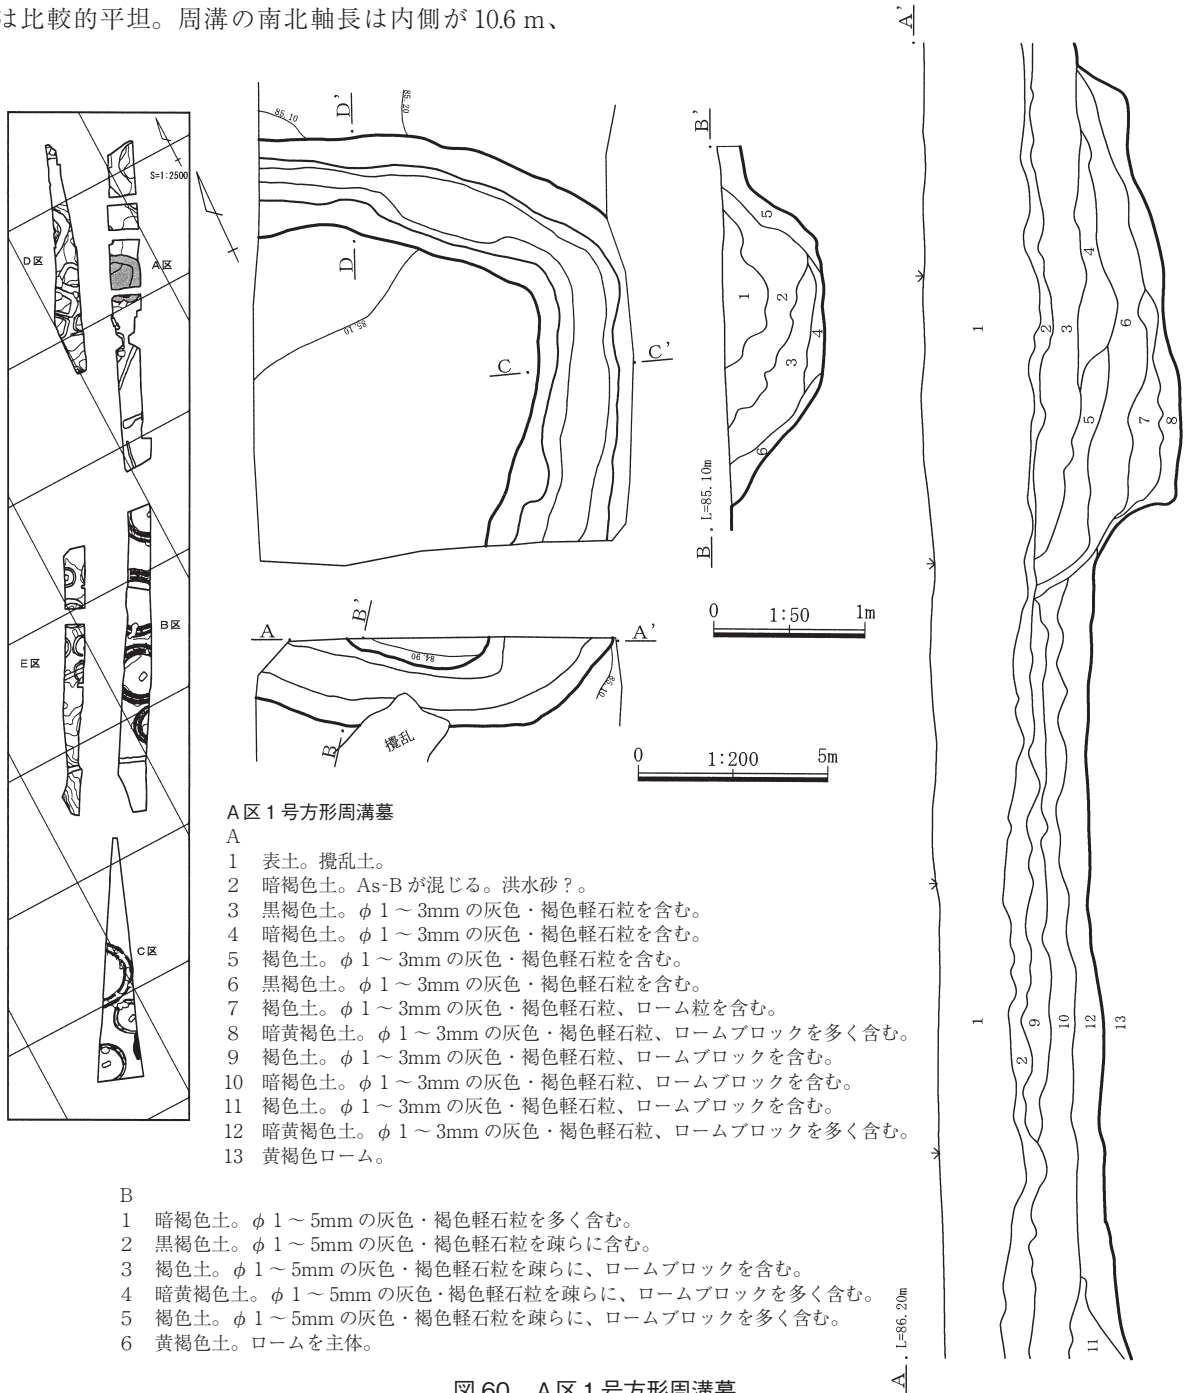 は比較的平坦。周溝の南北軸長は内側が 10.6 m、
S=1:2500
D区
A区
B区
E区
C区
85.10
D'
85.20
D
85.10
C
C'
A
B'
A'
84.90
85.10
B
攪乱
B'
5
1
2
4
3
6
B
L=85.10m
0 1:50 1m
0 1:200 5m
A'
1
2
3
4
5
6
7
8
1
2
9
10
12
13
11
A
L=86.20m
A区1号方形周溝墓
A
1 表土。攪乱土。
2 暗褐色土。As-B が混じる。洪水砂？。
3 黒褐色土。φ 1～3mm の灰色・褐色軽石粒を含む。
4 暗褐色土。φ 1～3mm の灰色・褐色軽石粒を含む。
5 褐色土。φ 1～3mm の灰色・褐色軽石粒を含む。
6 黒褐色土。φ 1～3mm の灰色・褐色軽石粒を含む。
7 褐色土。φ 1～3mm の灰色・褐色軽石粒、ローム粒を含む。
8 暗黄褐色土。φ 1～3mm の灰色・褐色軽石粒、ロームブロックを多く含む。
9 褐色土。φ 1～3mm の灰色・褐色軽石粒、ロームブロックを含む。
10 暗褐色土。φ 1～3mm の灰色・褐色軽石粒、ロームブロックを含む。
11 褐色土。φ 1～3mm の灰色・褐色軽石粒、ロームブロックを含む。
12 暗黄褐色土。φ 1～3mm の灰色・褐色軽石粒、ロームブロックを多く含む。
13 黄褐色ローム。
B
1 暗褐色土。φ 1～5mm の灰色・褐色軽石粒を多く含む。
2 黒褐色土。φ 1～5mm の灰色・褐色軽石粒を疎らに含む。
3 褐色土。φ 1～5mm の灰色・褐色軽石粒を疎らに、ロームブロックを含む。
4 暗黄褐色土。φ 1～5mm の灰色・褐色軽石粒を疎らに、ロームブロックを多く含む。
5 褐色土。φ 1～5mm の灰色・褐色軽石粒を疎らに、ロームブロックを多く含む。
6 黄褐色土。ロームを主体。
図 60 A区1号方形周溝墓